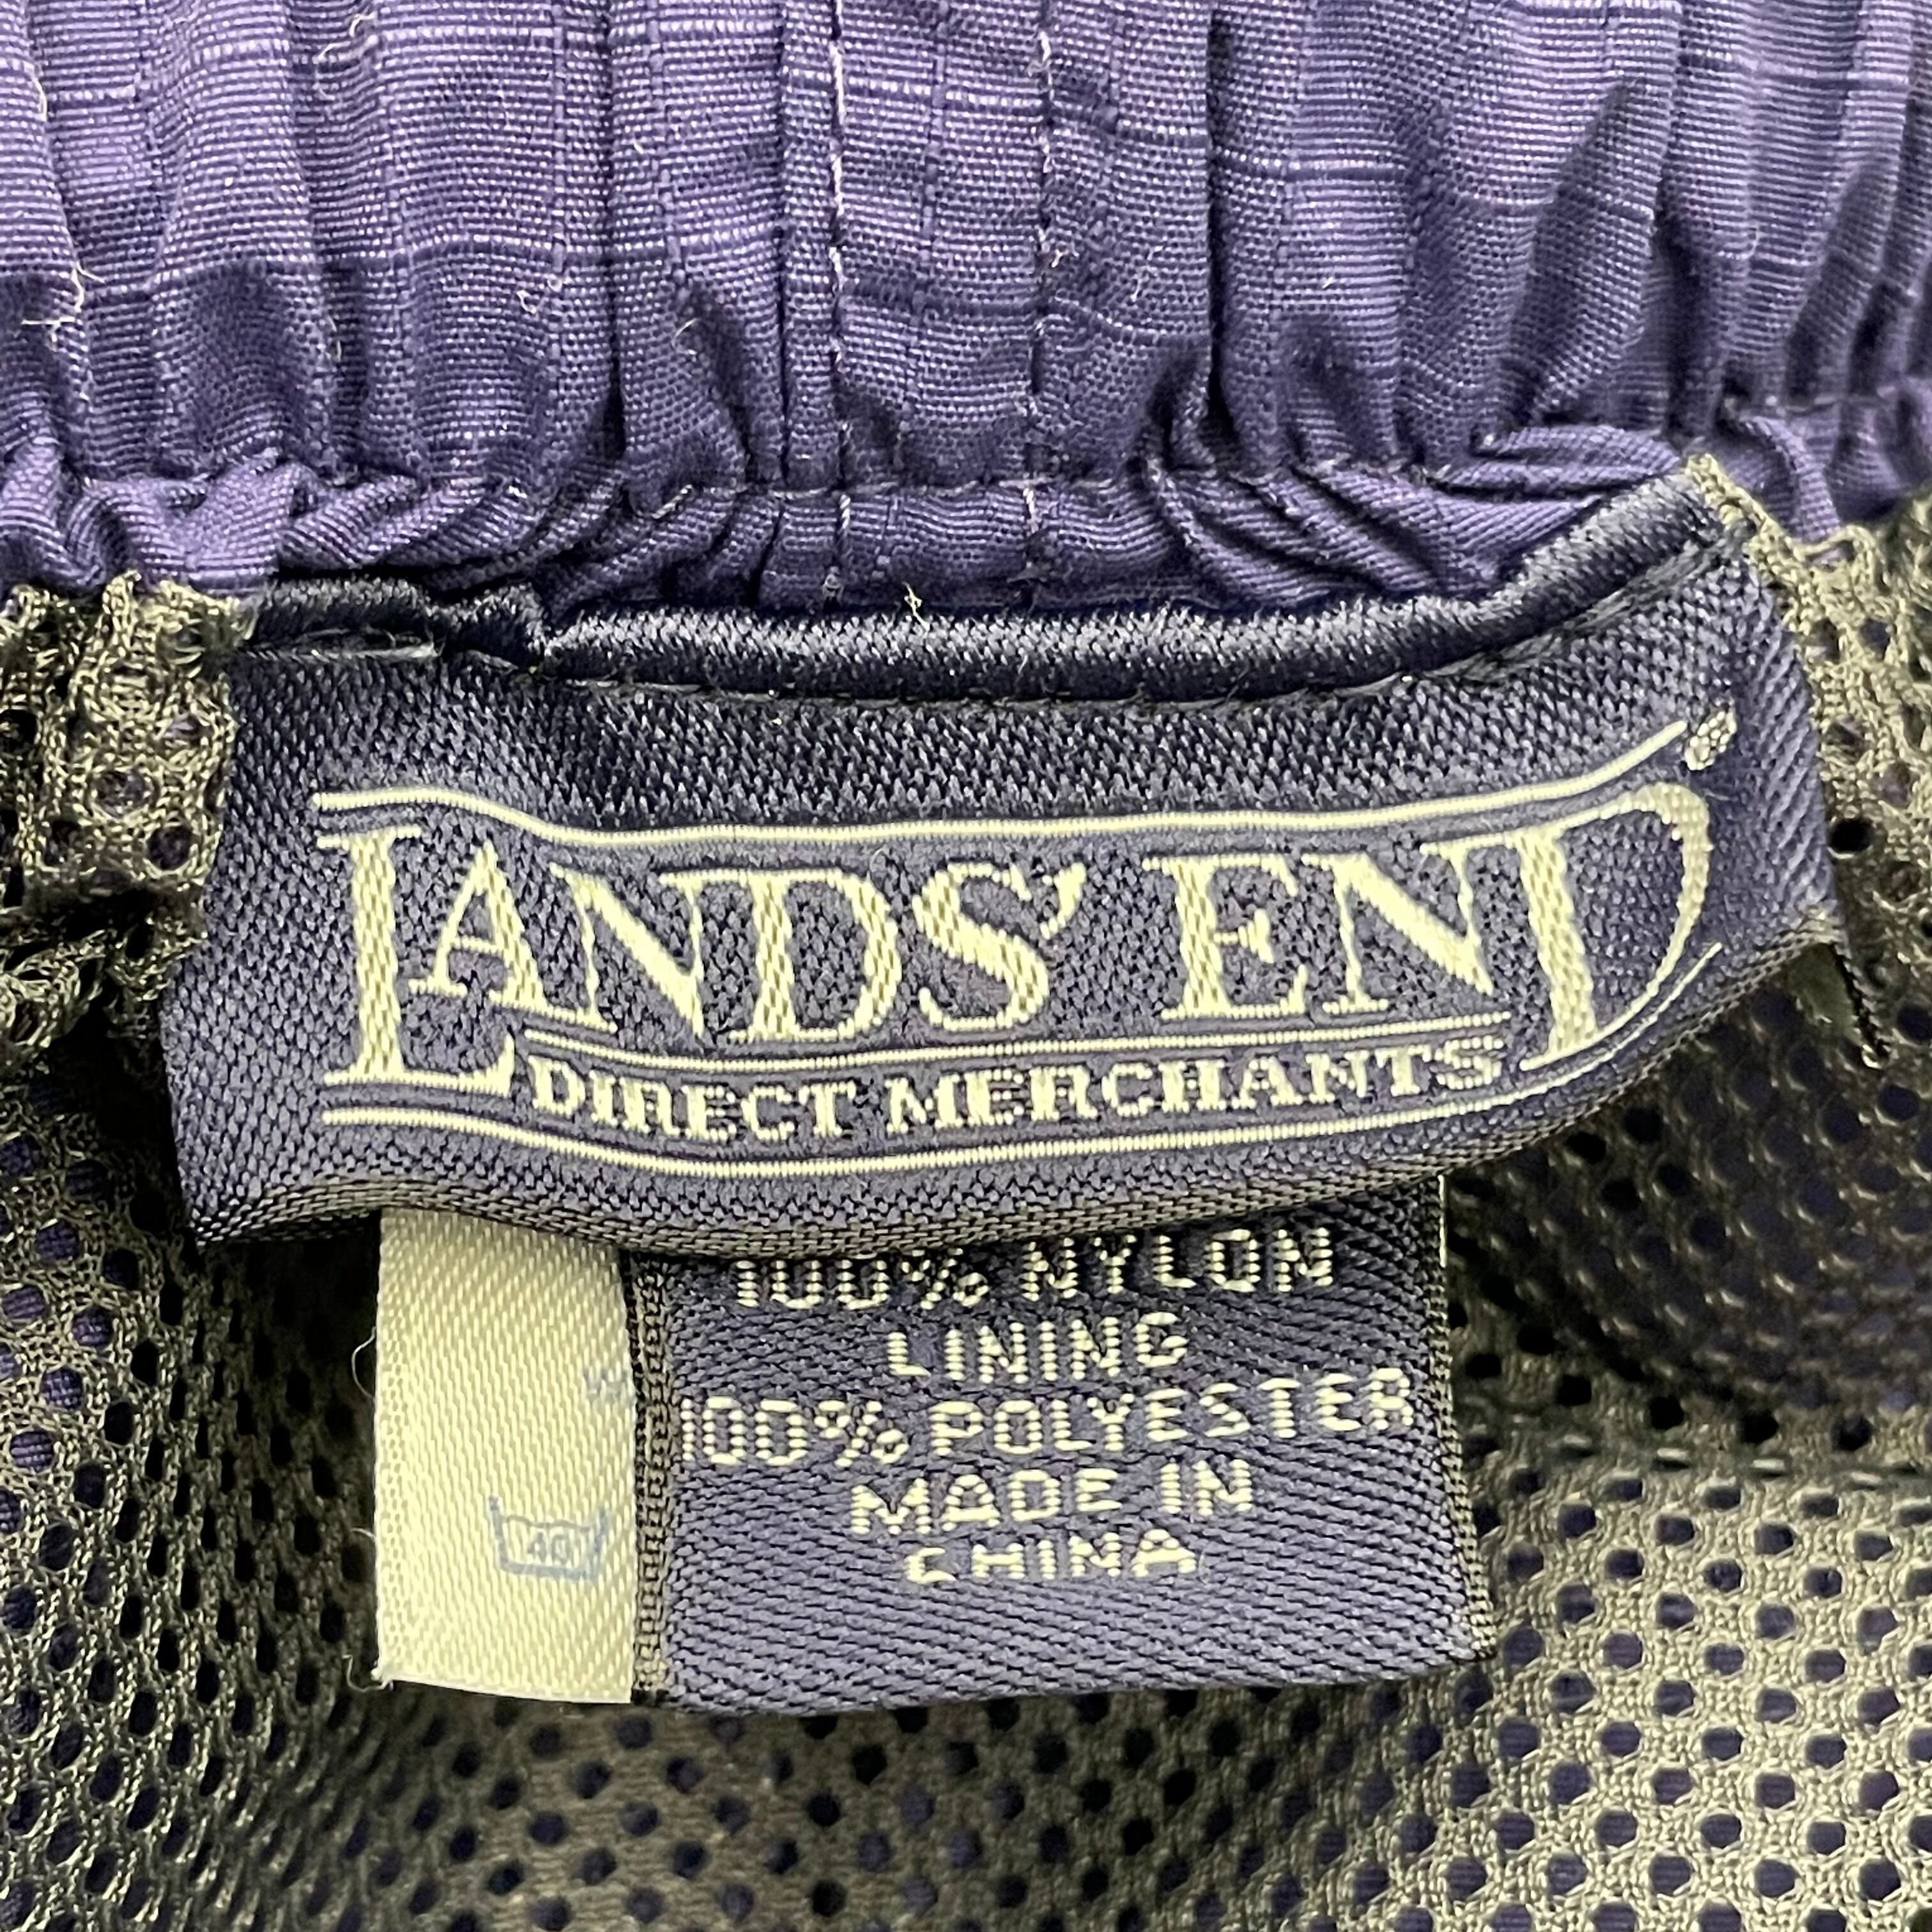 LANDS' END®
DIRECT MERCHANTS
100% NYLON
LINING
100% POLYESTER
MADE IN
CHINA
40